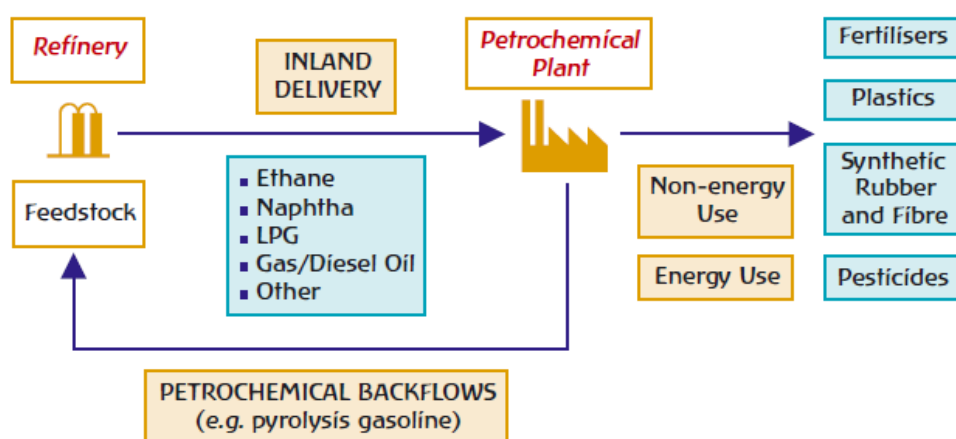 Refinery
INLAND
DELIVERY
Petrochemical
Plant
Fertilisers
Plastics
Synthetic
Rubber
and Fibre
Pesticides
Feedstock
▪ Ethane
▪ Naphtha
▪ LPG
▪ Gas/Diesel Oil
▪ Other
Non-energy
Use
Energy Use
PETROCHEMICAL BACKFLOWS
(e.g. pyrolysis gasoline)